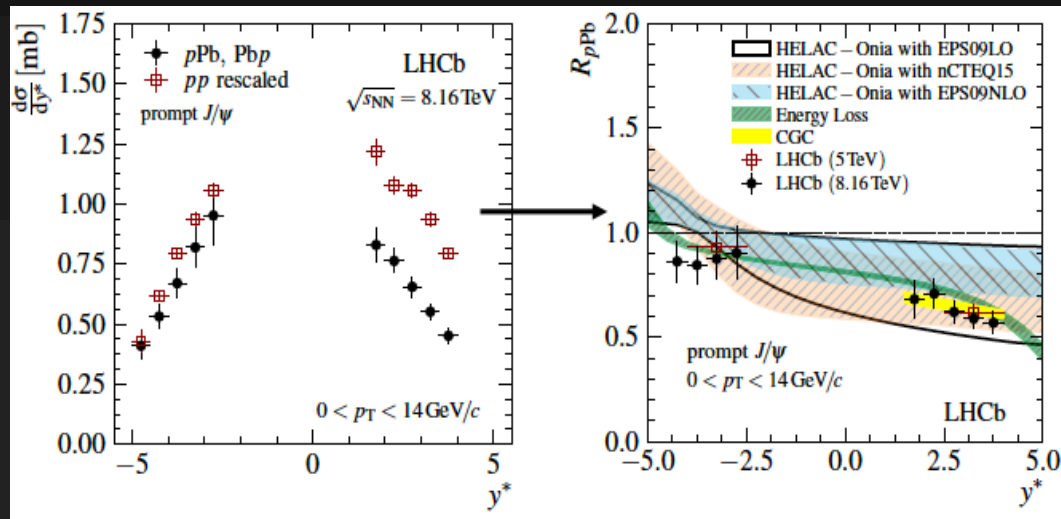 1.75
1.50
1.25
1.00
0.75
0.50
0.25
0.00
dσ/dy* [mb]
pPb, Pbp
pp rescaled
LHCb
prompt J/ψ
√sNN = 8.16 TeV
0 < pT < 14 GeV/c
−5
0
5
y*
2.0
1.5
1.0
0.5
0.0
RpPb
HELAC − Onia with EPS09LO
HELAC − Onia with nCTEQ15
HELAC − Onia with EPS09NLO
Energy Loss
CGC
LHCb (5 TeV)
LHCb (8.16 TeV)
prompt J/ψ
0 < pT < 14 GeV/c
LHCb
−5.0
−2.5
0.0
2.5
5.0
y*